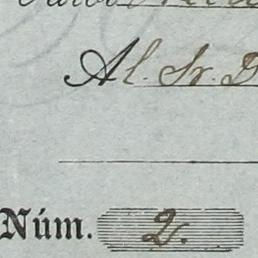 Al. Sr. D
Núm. 2.